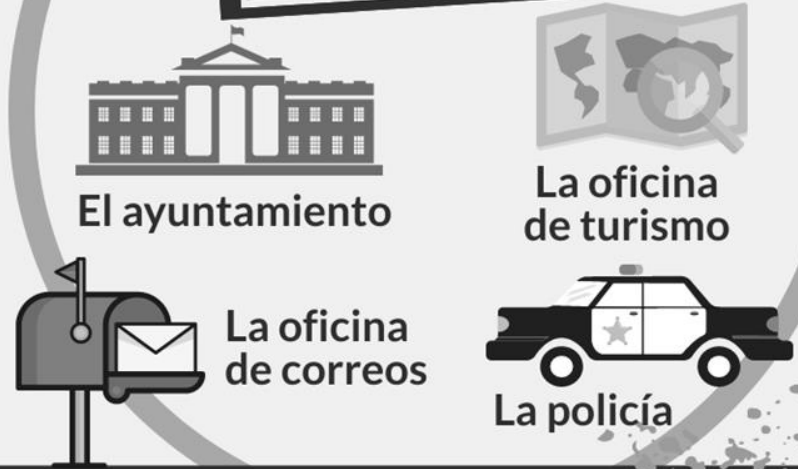 El ayuntamiento
La oficina
de turismo
La oficina
de correos
La policía